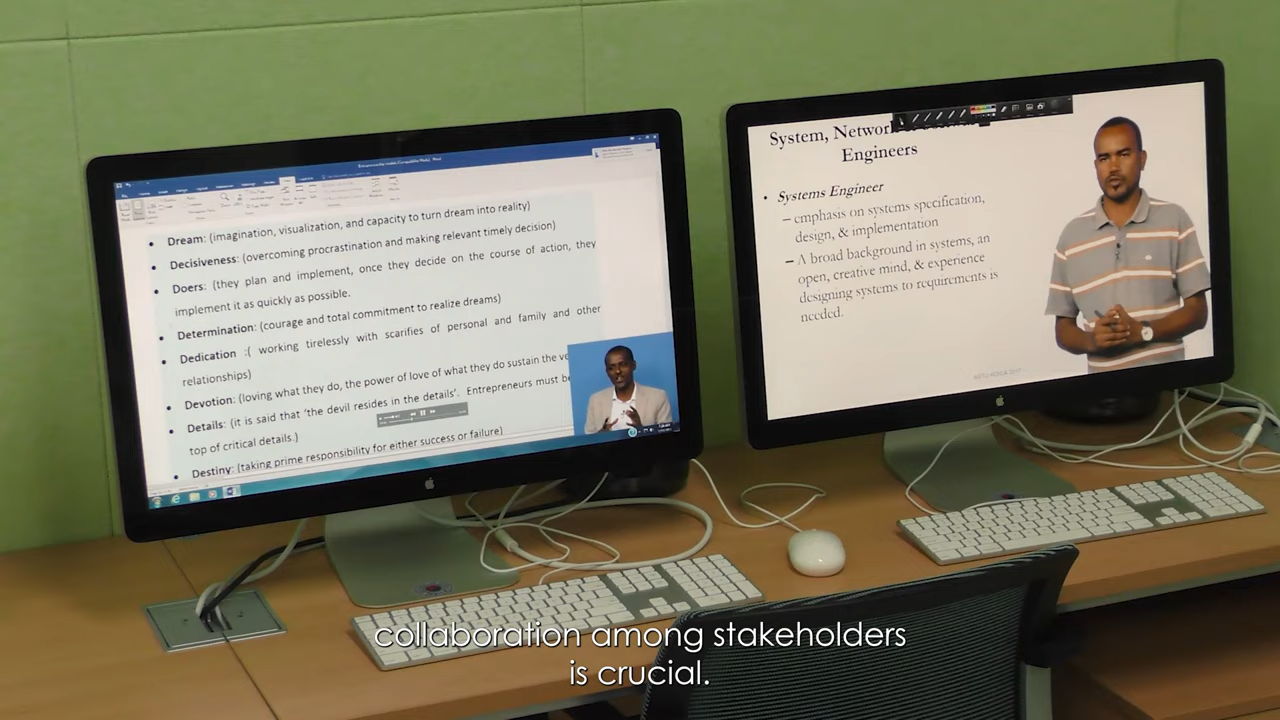 Dream: (imagination, visualization, and capacity to turn dream into reality)
Decisiveness: (overcoming procrastination and making relevant timely decision)
Doers: (they plan and implement, once they decide on the course of action, they
implement it as quickly as possible.
Determination: (courage and total commitment to realize dreams)
Dedication :( working tirelessly with scarifies of personal and family and other
relationships)
Devotion: (loving what they do, the power of love of what they do sustain the
Details: (it is said that 'the devil resides in the details'. Entrepreneurs must
top of critical details.)
Destiny: (taking prime responsibility for either success or failure)
System, Network
Engineers
• Systems Engineer
– emphasis on systems specification,
design, & implementation
– A broad background in systems, an
open, creative mind, & experience
designing systems to requirements is
needed.
collaboration among stakeholders
is crucial.